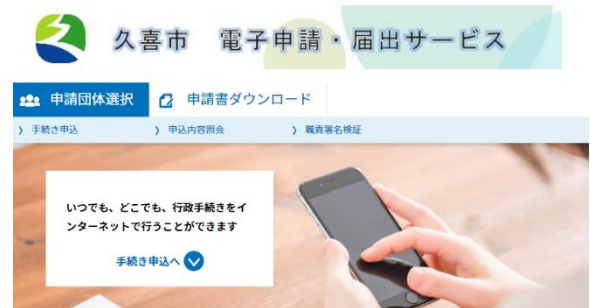 久喜市 電子申請・届出サービス
申請団体選択 申請書ダウンロード
手続き申込 申込内容照会 職責署名検証
いつでも、どこでも、行政手続きをイ
ンターネットで行うことができます
手続き申込へ